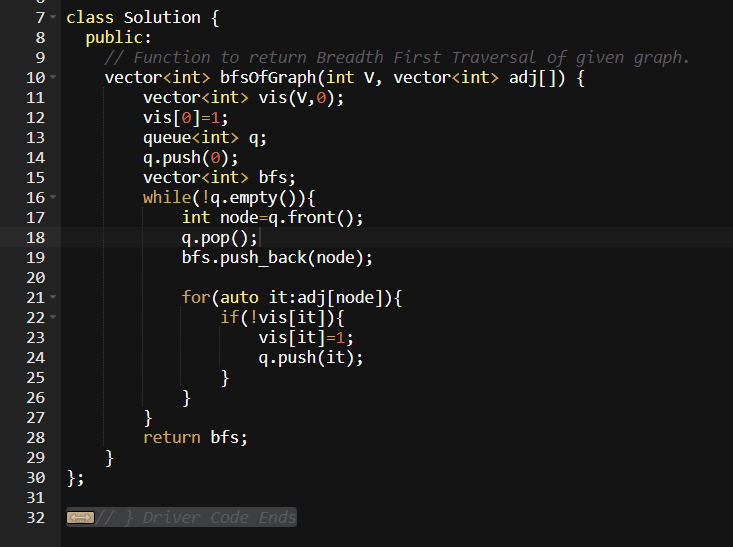 7 class Solution {
8   public:
9     // Function to return Breadth First Traversal of given graph.
10     vector<int> bfsOfGraph(int V, vector<int> adj[]) {
11         vector<int> vis(V,0);
12         vis[0]=1;
13         queue<int> q;
14         q.push(0);
15         vector<int> bfs;
16         while(!q.empty()){
17             int node=q.front();
18             q.pop();
19             bfs.push_back(node);
20
21             for(auto it:adj[node]){
22                 if(!vis[it]){
23                     vis[it]=1;
24                     q.push(it);
25                 }
26             }
27         }
28         return bfs;
29     }
30 };
31
32 // } Driver Code Ends